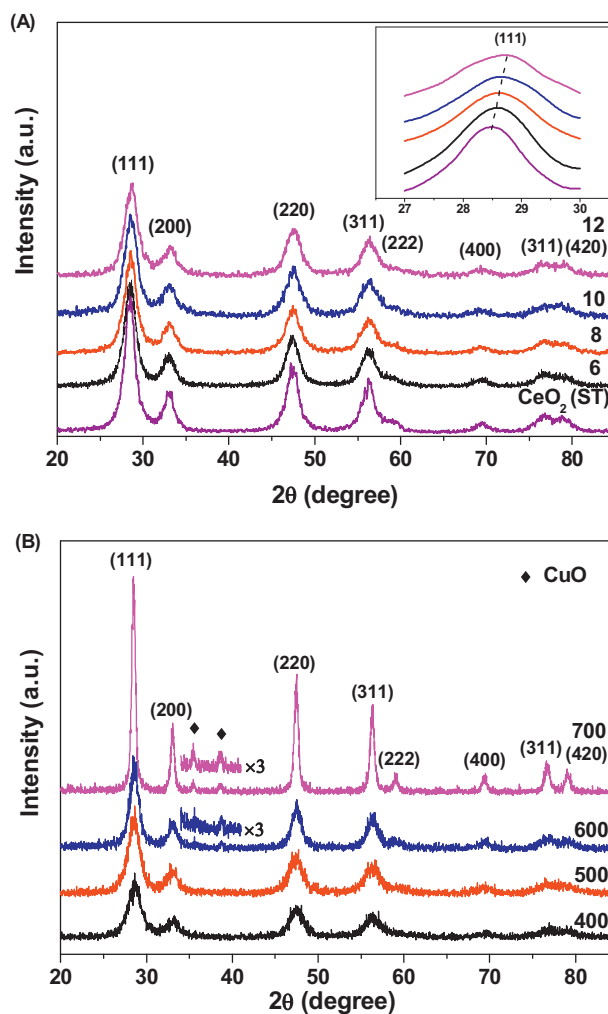 (A)
(111)
27 28 29 30
(111)
(200)
(220)
(311)
(222)
(400)
(311)
(420)
12
10
8
6
CeO2 (ST)
Intensity (a.u.)
20 30 40 50 60 70 80
2θ (degree)
(B)
(111)
◆ CuO
(200)
(220)
(311)
(222)
(400)
(311)
(420)
×3
×3
700
600
500
400
Intensity (a.u.)
20 30 40 50 60 70 80
2θ (degree)